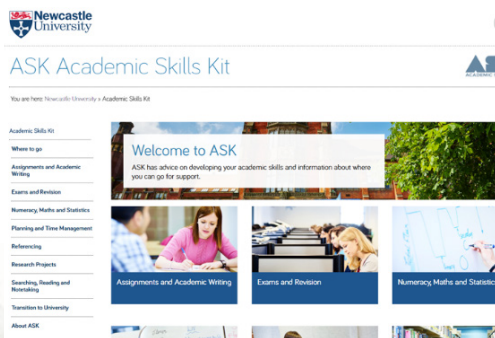 Newcastle
University
ASK Academic Skills Kit
You are here: Newcastle University » Academic Skills Kit
Academic Skills Kit
Where to go
Assignments and Academic
Writing
Exams and Revision
Numeracy, Maths and Statistics
Planning and Time Management
Referencing
Research Projects
Searching, Reading and
Notetaking
Transition to University
About ASK
Welcome to ASK
ASK has advice on developing your academic skills and information about where
you can go for support.
Assignments and Academic Writing
Exams and Revision
Numeracy, Maths and Statistics